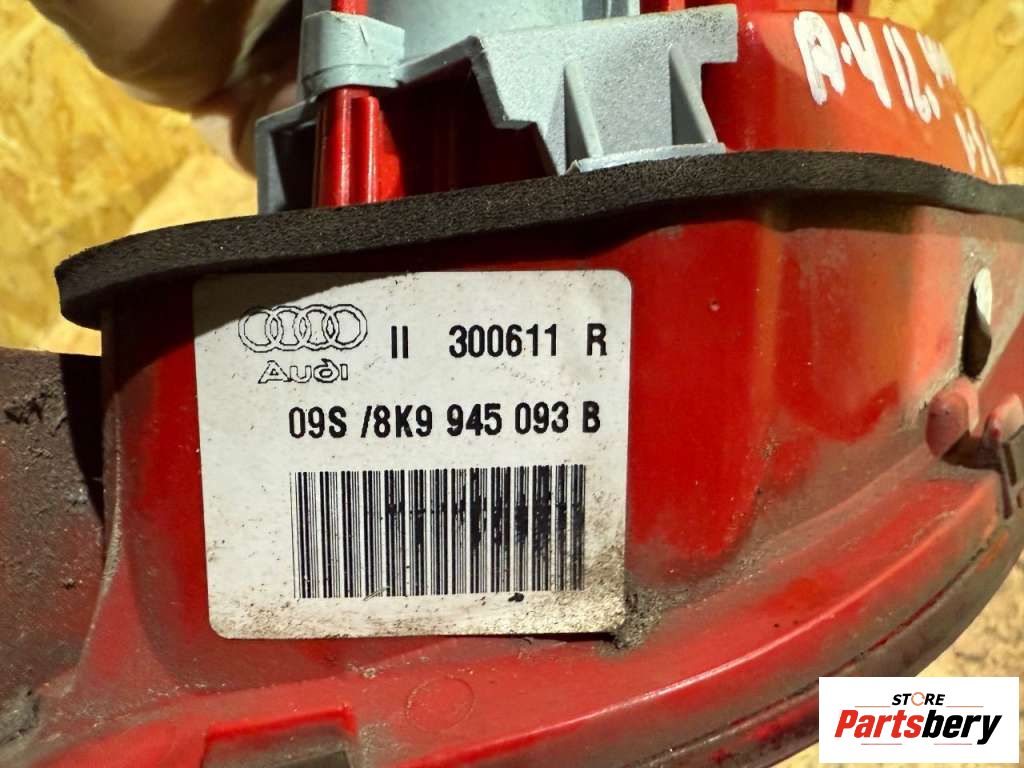 II 300611 R
AUDI
09S /8K9 945 093 B
STORE
Partsbery